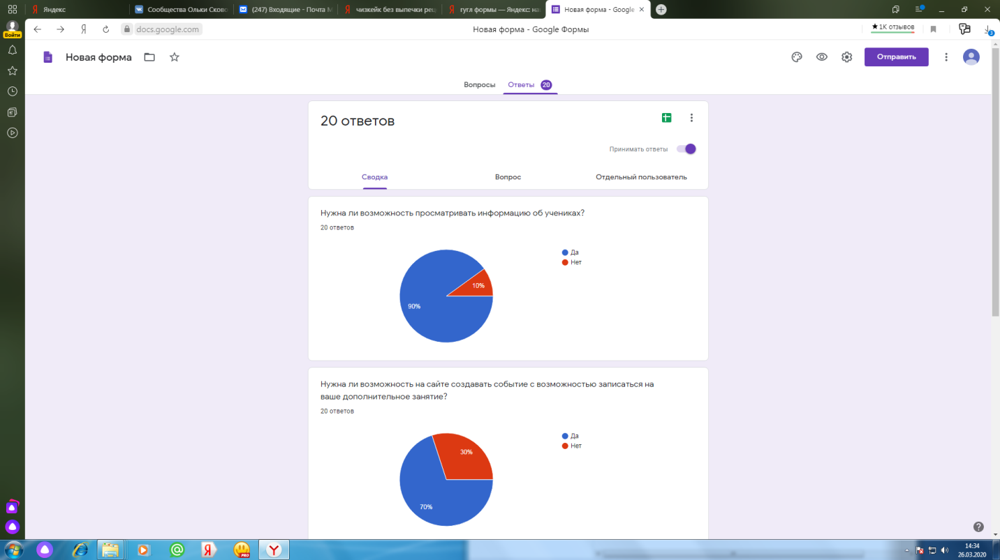 Яндекс
Сообщества Ольки Сково
(247) Входящие - Почта M
чизкейк без выпечки рец
гугл формы — Яндекс на
Новая форма - Google
Войти
docs.google.com
Новая форма - Google Формы
★1K отзывов
3
Новая форма
Отправить
Вопросы
Ответы 20
20 ответов
Принимать ответы
Сводка
Вопрос
Отдельный пользователь
Нужна ли возможность просматривать информацию об учениках?
20 ответов
Да
Нет
10%
90%
Нужна ли возможность на сайте создавать событие с возможностью записаться на
ваше дополнительное занятие?
20 ответов
Да
Нет
30%
70%
PRO
14:34
26.03.2020